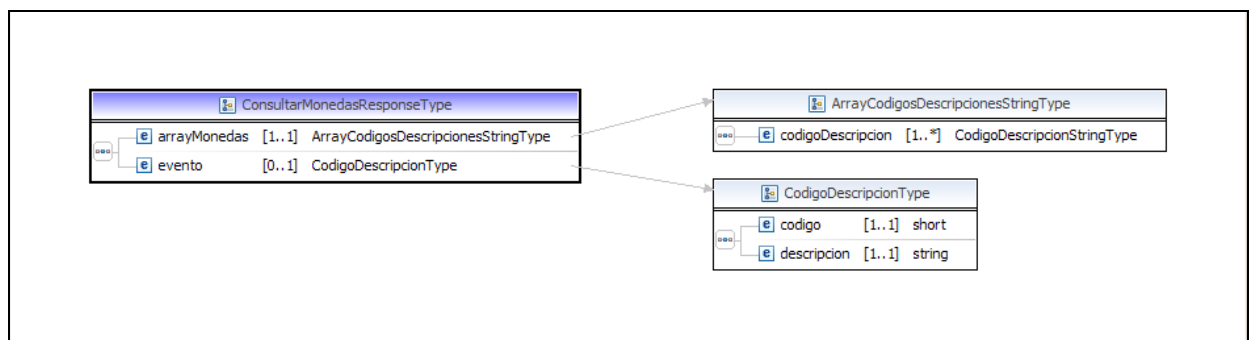 ConsultarMonedasResponseType
e arrayMonedas [1..1] ArrayCodigosDescripcionesStringType
e evento [0..1] CodigoDescripcionType
ArrayCodigosDescripcionesStringType
e codigoDescripcion [1..*] CodigoDescripcionStringType
CodigoDescripcionType
e codigo [1..1] short
e descripcion [1..1] string